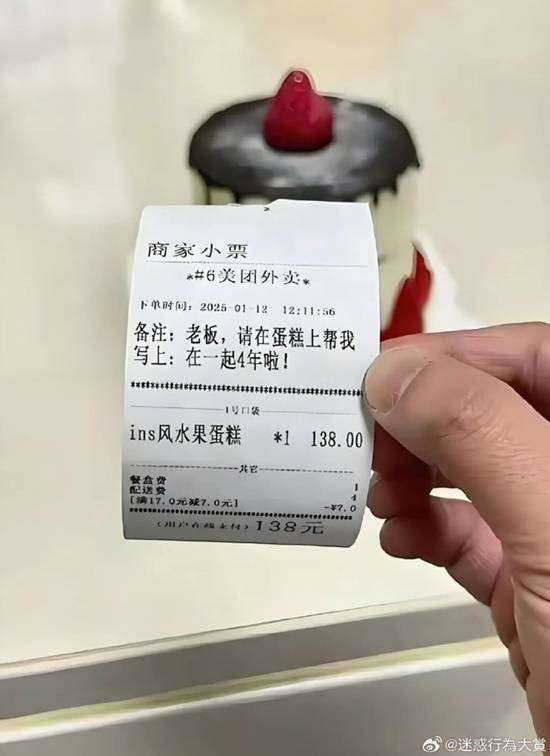 商家小票
*#6美团外卖*
下单时间: 2025-01-12 12:11:56
备注: 老板, 请在蛋糕上帮我
写上: 在一起4年啦!
1号口袋
ins风水果蛋糕 *1 138.00
其它
餐盒费 1
配送费 4
[满17.0元减7.0元] -¥7.0
(用户在线支付) 138元
@迷惑行為大赏